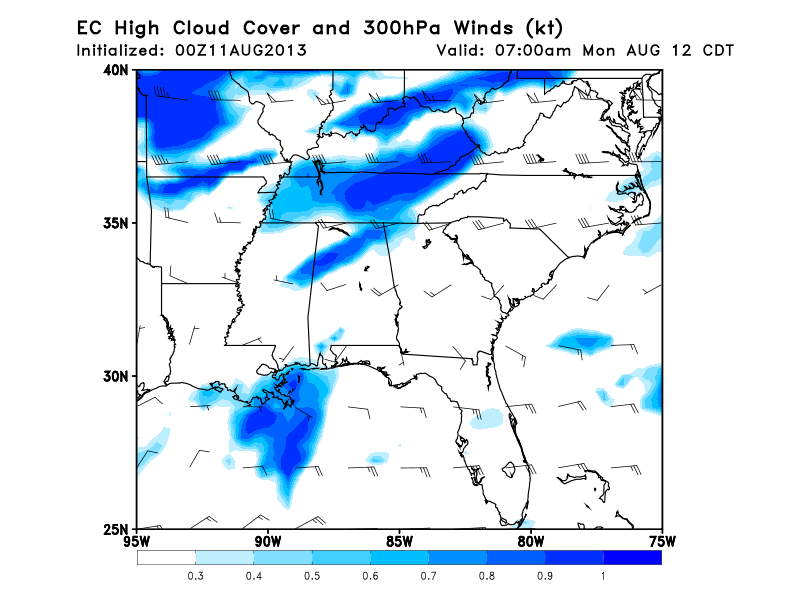 EC High Cloud Cover and 300hPa Winds (kt)
Initialized: 00Z11AUG2013 Valid: 07:00am Mon AUG 12 CDT
40N
35N
30N
25N
95W 90W 85W 80W 75W
0.3 0.4 0.5 0.6 0.7 0.8 0.9 1